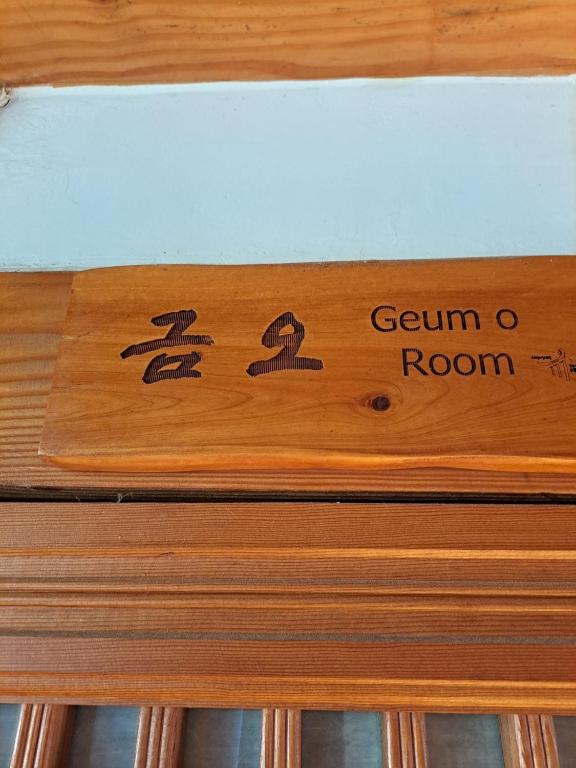 금오
Geum o
Room